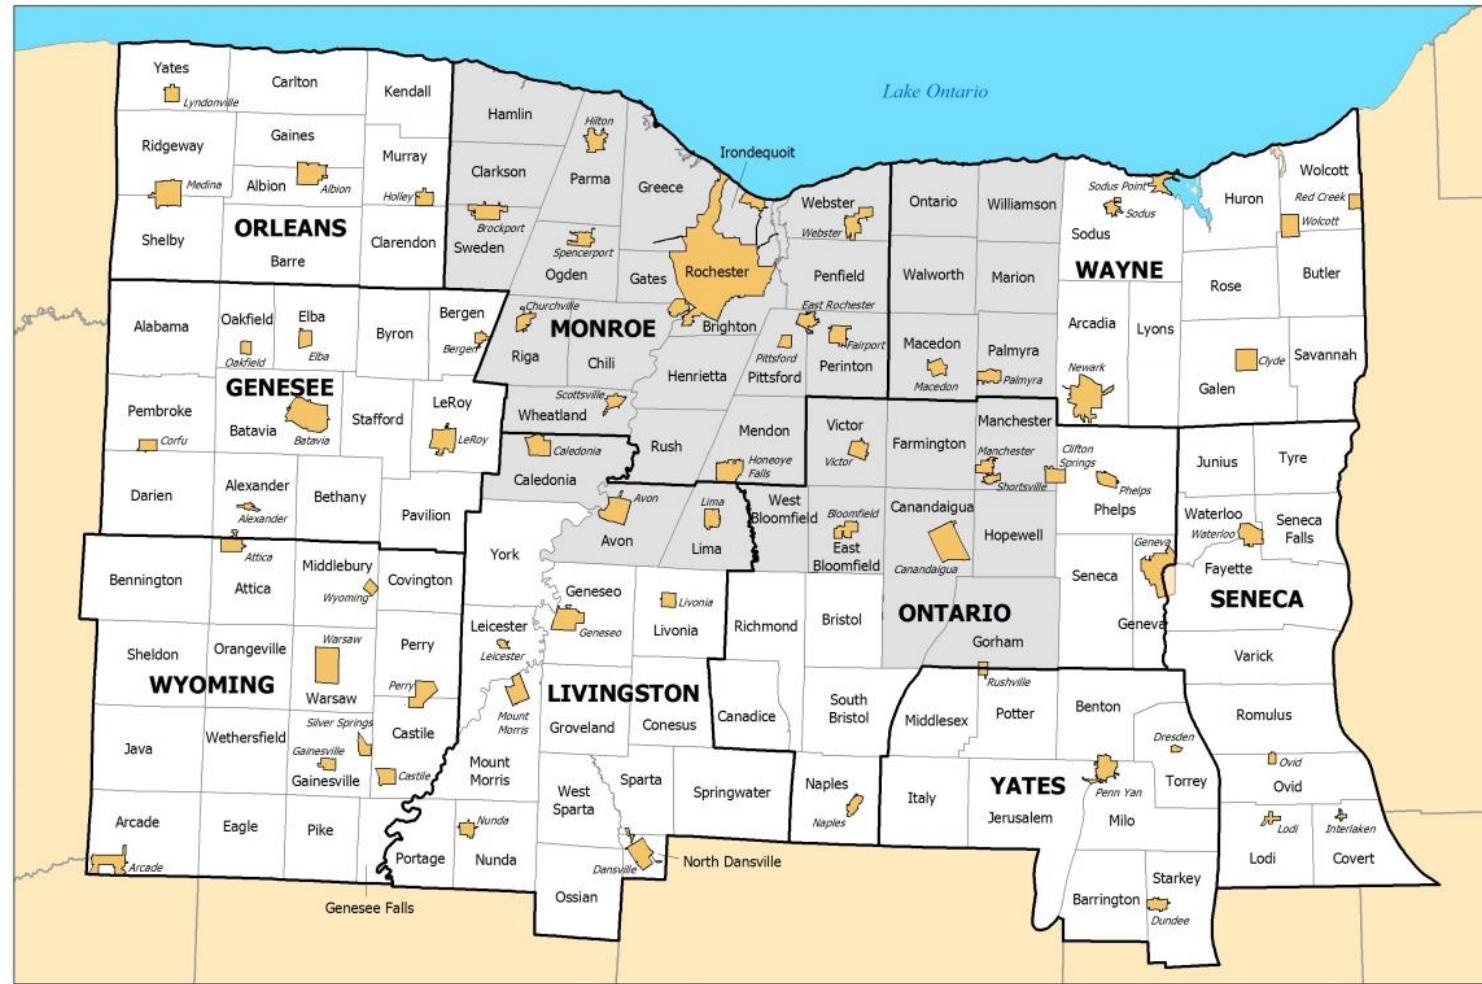 Lake Ontario
Yates
Lyndonville
Carlton
Kendall
Ridgeway
Medina
Gaines
Albion
Albion
Murray
Holley
Shelby
ORLEANS
Barre
Clarendon
Hamlin
Clarkson
Brockport
Sweden
Hilton
Parma
Greece
Irondequoit
Spencerport
Ogden
Gates
Rochester
Webster
Webster
Penfield
East Rochester
Churchville
MONROE
Riga
Chili
Brighton
Henrietta
Pittsford
Pittsford
Fairport
Perinton
Scottsville
Wheatland
Rush
Mendon
Honeoye
Falls
Ontario
Williamson
Walworth
Marion
Macedon
Macedon
Palmyra
Palmyra
Sodus Point
Sodus
Sodus
WAYNE
Huron
Wolcott
Red Creek
Wolcott
Butler
Rose
Arcadia
Lyons
Newark
Clyde
Galen
Savannah
Alabama
Oakfield
Oakfield
Elba
Elba
Byron
Bergen
Bergen
GENESEE
Pembroke
Corfu
Batavia
Batavia
Stafford
LeRoy
LeRoy
Darien
Alexander
Alexander
Bethany
Pavilion
Caledonia
Caledonia
Avon
Avon
Lima
Lima
York
Victor
Victor
Farmington
Manchester
Manchester
Shortsville
Clifton
Springs
Phelps
Phelps
West
Bloomfield
Bloomfield
East
Bloomfield
Canandaigua
Canandaigua
Hopewell
Seneca
Geneva
Geneva
ONTARIO
Gorham
Rushville
Richmond
Bristol
South
Bristol
Canadice
Naples
Naples
Junius
Tyre
Waterloo
Waterloo
Seneca
Falls
Fayette
SENECA
Varick
Romulus
Ovid
Ovid
Lodi
Lodi
Interlaken
Covert
Bennington
Attica
Attica
Middlebury
Wyoming
Covington
Sheldon
Orangeville
Warsaw
Warsaw
Perry
Perry
WYOMING
Java
Wethersfield
Silver Springs
Gainesville
Gainesville
Castile
Castile
Arcade
Arcade
Eagle
Pike
Genesee Falls
Leicester
Leicester
Geneseo
Geneseo
Livonia
Livonia
LIVINGSTON
Mount
Morris
Groveland
Conesus
Mount
Morris
West
Sparta
Sparta
Springwater
Nunda
Nunda
Portage
Ossian
Dansville
North Dansville
Middlesex
Potter
Benton
Dresden
Torrey
Italy
YATES
Jerusalem
Penn Yan
Milo
Barrington
Starkey
Dundee